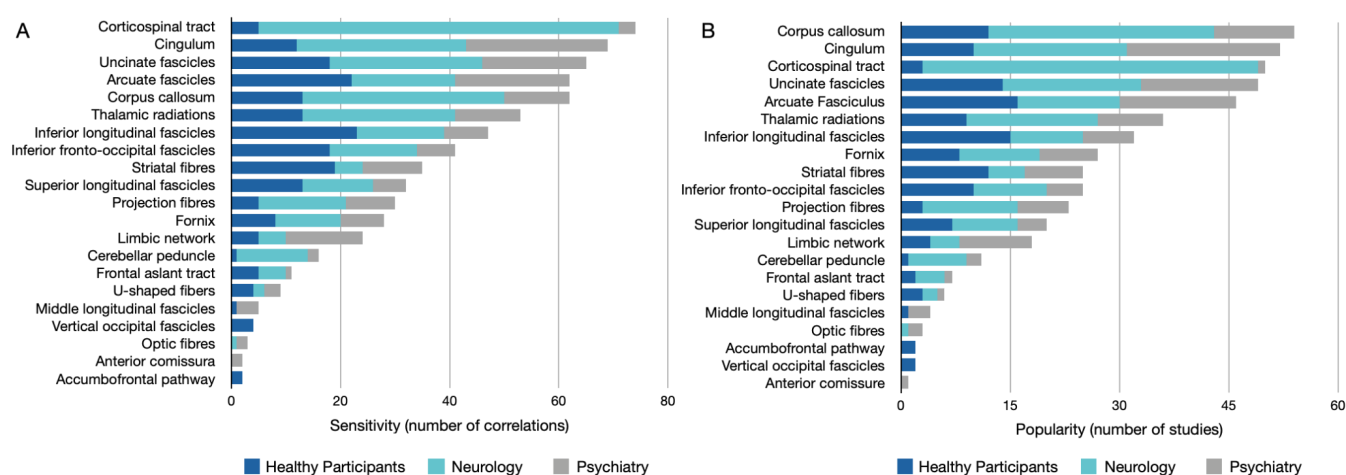 A
Corticospinal tract
Cingulum
Uncinate fascicles
Arcuate fascicles
Corpus callosum
Thalamic radiations
Inferior longitudinal fascicles
Inferior fronto-occipital fascicles
Striatal fibres
Superior longitudinal fascicles
Projection fibres
Fornix
Limbic network
Cerebellar peduncle
Frontal aslant tract
U-shaped fibers
Middle longitudinal fascicles
Vertical occipital fascicles
Optic fibres
Anterior comissura
Accumbofrontal pathway
0 20 40 60 80
Sensitivity (number of correlations)
Healthy Participants Neurology Psychiatry
B
Corpus callosum
Cingulum
Corticospinal tract
Uncinate fascicles
Arcuate Fasciculus
Thalamic radiations
Inferior longitudinal fascicles
Fornix
Striatal fibres
Inferior fronto-occipital fascicles
Projection fibres
Superior longitudinal fascicles
Limbic network
Cerebellar peduncle
Frontal aslant tract
U-shaped fibers
Middle longitudinal fascicles
Optic fibres
Accumbofrontal pathway
Vertical occipital fascicles
Anterior comissure
0 15 30 45 60
Popularity (number of studies)
Healthy Participants Neurology Psychiatry